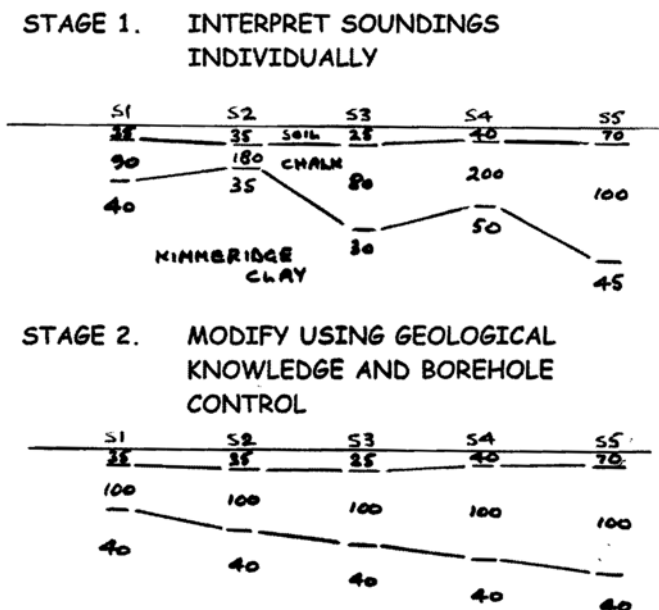 STAGE 1. INTERPRET SOUNDINGS
INDIVIDUALLY
S1 S2 S3 S4 S5
35 35 SOIL 25 40 70
90 180 CHALK 80 200 100
40 35
30 50
KIMMERIDGE
CLAY
45
STAGE 2. MODIFY USING GEOLOGICAL
KNOWLEDGE AND BOREHOLE
CONTROL
S1 S2 S3 S4 S5
35 35 25 40 70
100 100 100 100 100
40 40 40 40 40